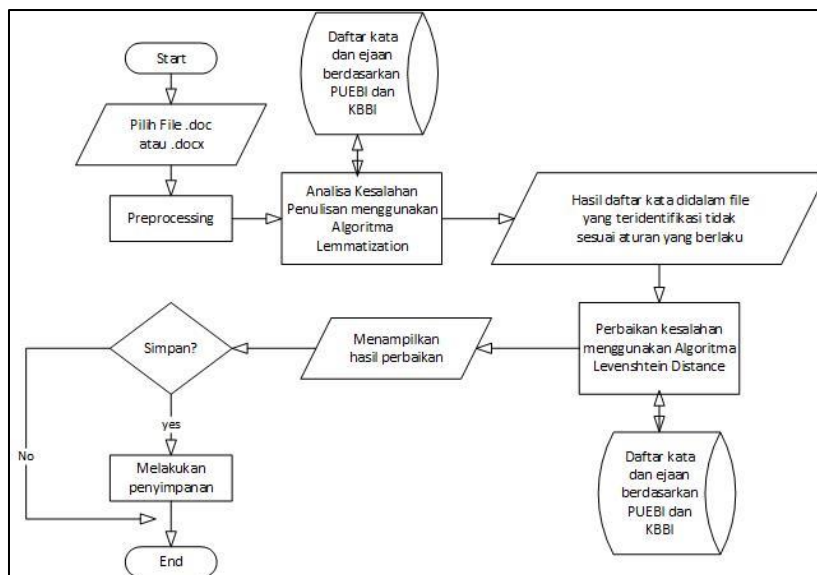 Start
Pilih File .doc
atau .docx
Preprocessing
Daftar kata
dan ejaan
berdasarkan
PUEBI dan
KBBI
Analisa Kesalahan
Penulisan menggunakan
Algoritma
Lemmatization
Hasil daftar kata didalam file
yang teridentifikasi tidak
sesuai aturan yang berlaku
Perbaikan kesalahan
menggunakan Algoritma
Levenshtein Distance
Daftar kata
dan ejaan
berdasarkan
PUEBI dan
KBBI
Menampilkan
hasil perbaikan
Simpan?
yes
No
Melakukan
penyimpanan
End